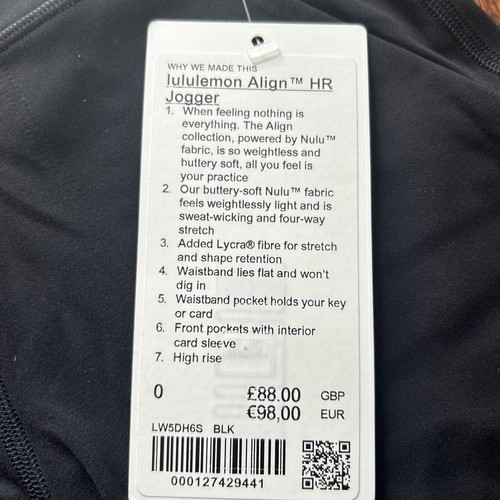 WHY WE MADE THIS
lululemon Align™ HR
Jogger
1. When feeling nothing is
everything. The Align
collection, powered by Nulu™
fabric, is so weightless and
buttery soft, all you feel is
your practice
2. Our buttery-soft Nulu™ fabric
feels weightlessly light and is
sweat-wicking and four-way
stretch
3. Added Lycra® fibre for stretch
and shape retention
4. Waistband lies flat and won't
dig in
5. Waistband pocket holds your key
or card
6. Front pockets with interior
card sleeve
7. High rise
0 £88.00 GBP
€98,00 EUR
LW5DH6S BLK
000127429441